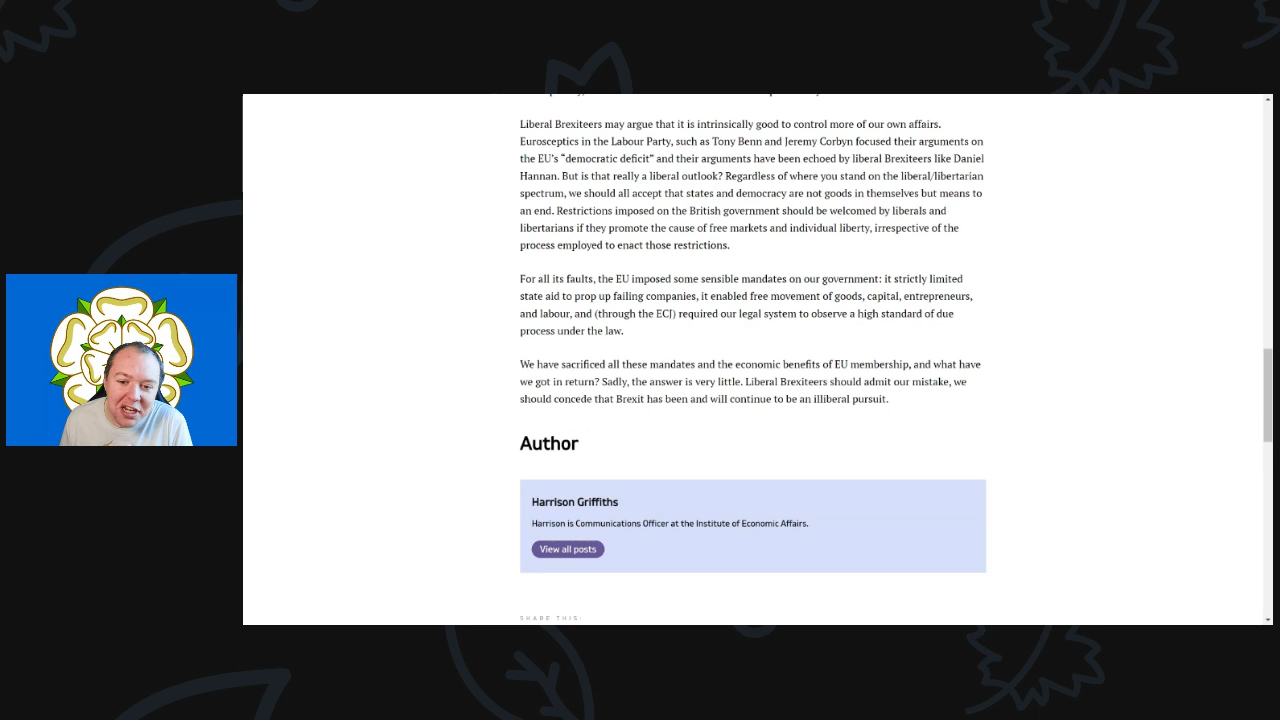 Liberal Brexiteers may argue that it is intrinsically good to control more of our own affairs.
Eurosceptics in the Labour Party, such as Tony Benn and Jeremy Corbyn focused their arguments on
the EU's “democratic deficit” and their arguments have been echoed by liberal Brexiteers like Daniel
Hannan. But is that really a liberal outlook? Regardless of where you stand on the liberal/libertarian
spectrum, we should all accept that states and democracy are not goods in themselves but means to
an end. Restrictions imposed on the British government should be welcomed by liberals and
libertarians if they promote the cause of free markets and individual liberty, irrespective of the
process employed to enact those restrictions.
For all its faults, the EU imposed some sensible mandates on our government: it strictly limited
state aid to prop up failing companies, it enabled free movement of goods, capital, entrepreneurs,
and labour, and (through the ECJ) required our legal system to observe a high standard of due
process under the law.
We have sacrificed all these mandates and the economic benefits of EU membership, and what have
we got in return? Sadly, the answer is very little. Liberal Brexiteers should admit our mistake, we
should concede that Brexit has been and will continue to be an illiberal pursuit.
Author
Harrison Griffiths
Harrison is Communications Officer at the Institute of Economic Affairs.
View all posts
SHARE THIS: